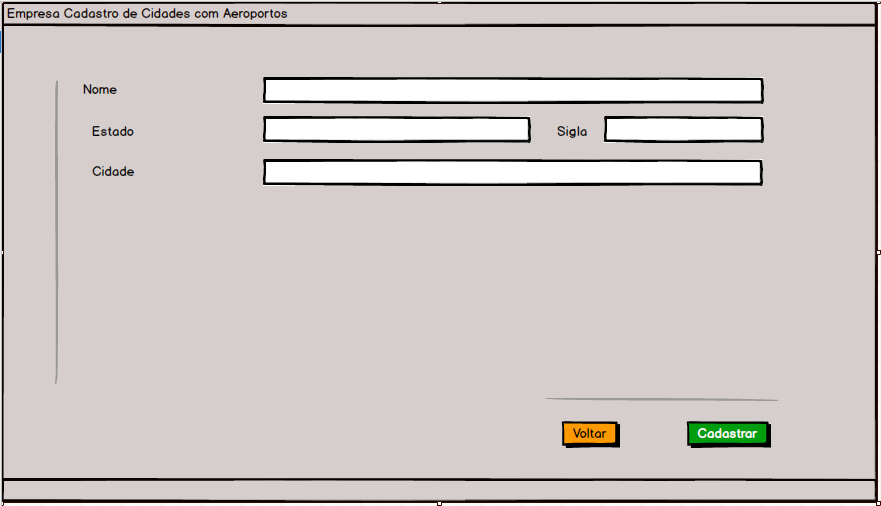 Empresa Cadastro de Cidades com Aeroportos
Nome
Estado
Sigla
Cidade
Voltar
Cadastrar